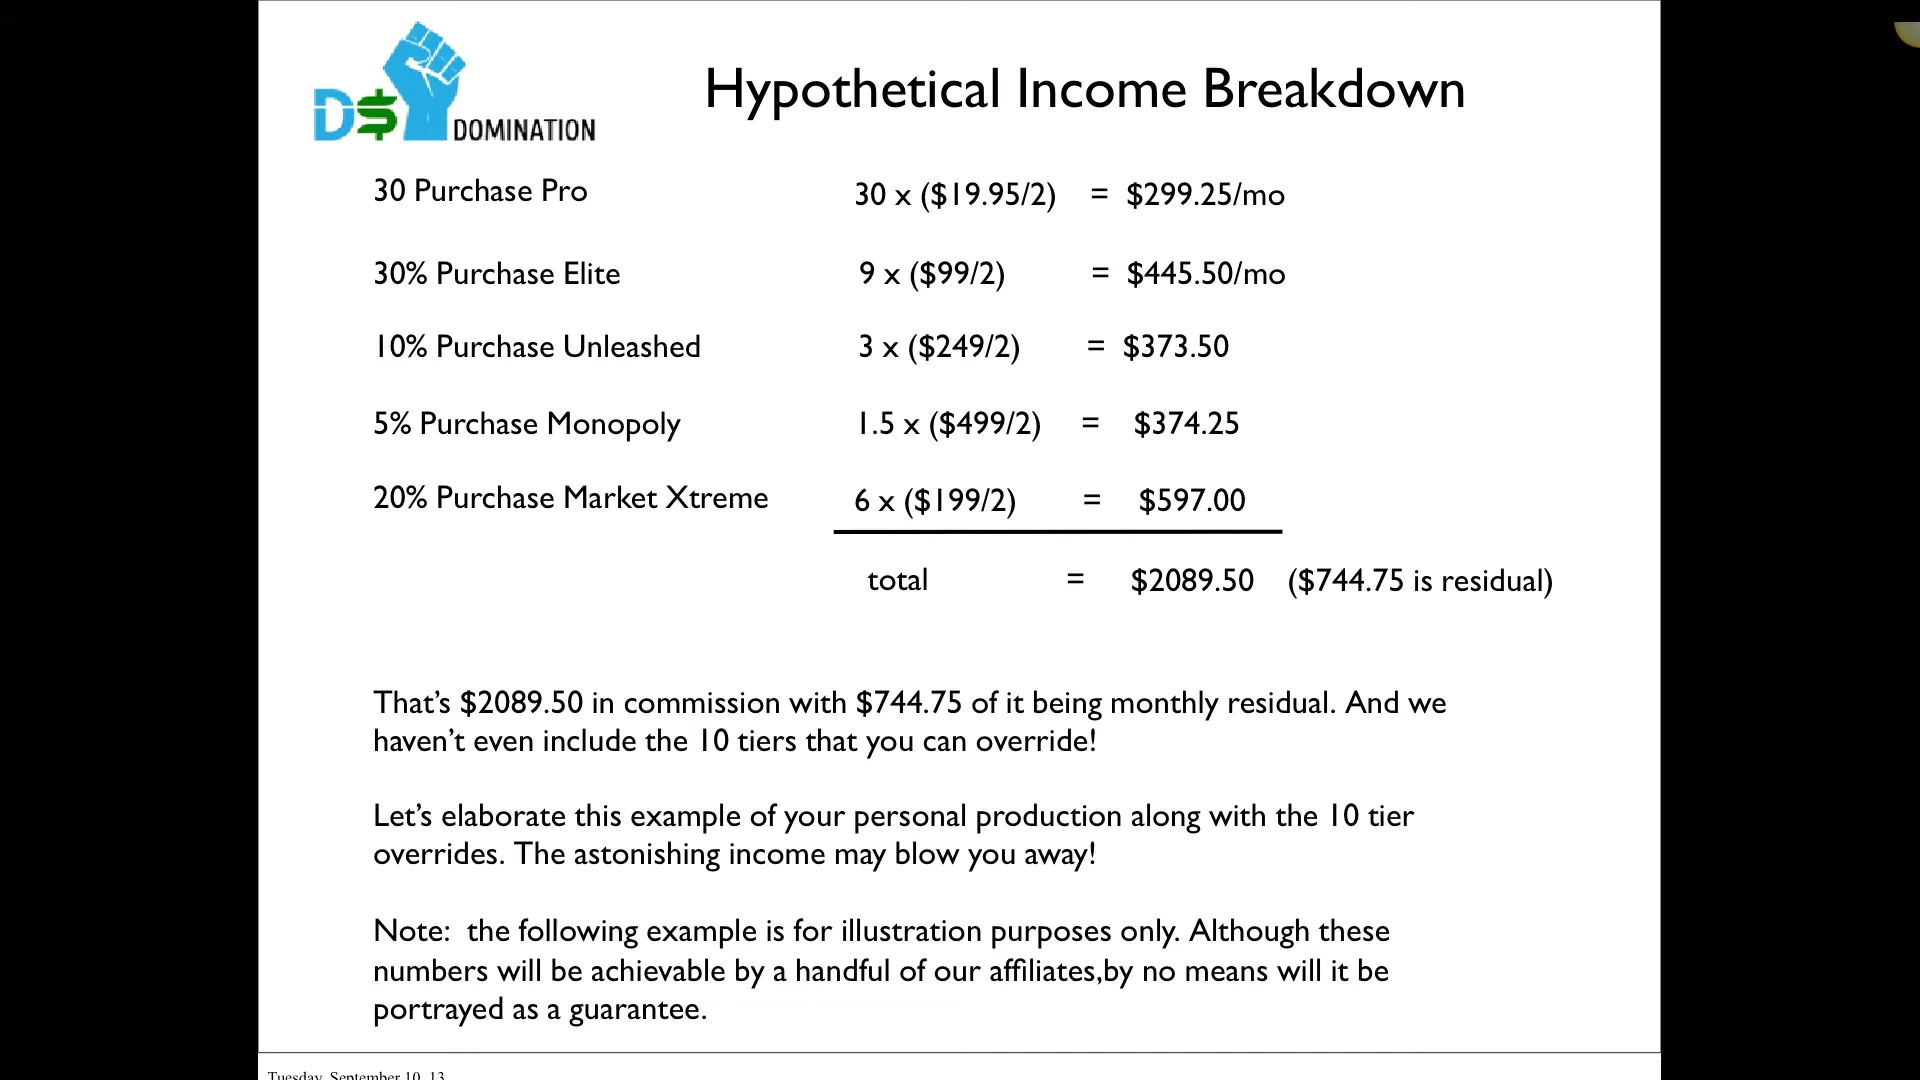 D$ DOMINATION
Hypothetical Income Breakdown
30 Purchase Pro 30 x ($19.95/2) = $299.25/mo
30% Purchase Elite 9 x ($99/2) = $445.50/mo
10% Purchase Unleashed 3 x ($249/2) = $373.50
5% Purchase Monopoly 1.5 x ($499/2) = $374.25
20% Purchase Market Xtreme 6 x ($199/2) = $597.00
total = $2089.50 ($744.75 is residual)
That’s $2089.50 in commission with $744.75 of it being monthly residual. And we
haven’t even include the 10 tiers that you can override!
Let’s elaborate this example of your personal production along with the 10 tier
overrides. The astonishing income may blow you away!
Note: the following example is for illustration purposes only. Although these
numbers will be achievable by a handful of our affiliates,by no means will it be
portrayed as a guarantee.
Tuesday, September 10, 13